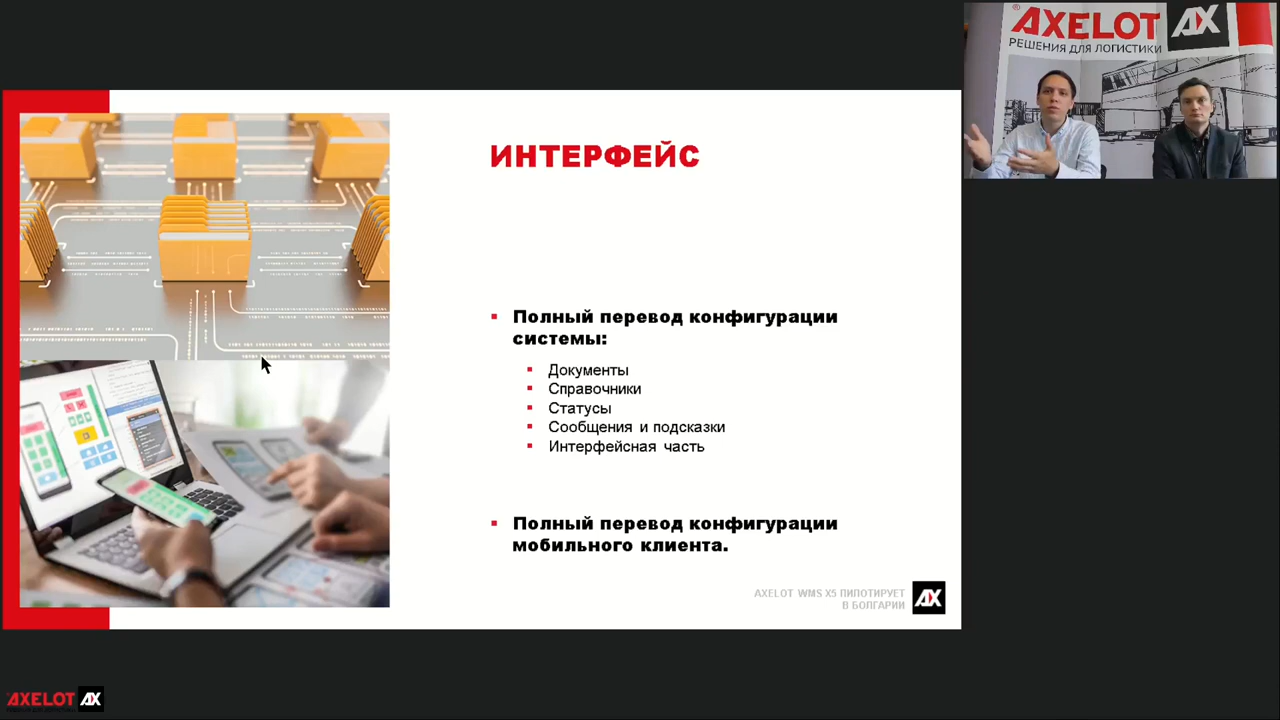 AXELOT AX
РЕШЕНИЯ ДЛЯ ЛОГИСТИКИ
ИНТЕРФЕЙС
Полный перевод конфигурации
системы:
Документы
Справочники
Статусы
Сообщения и подсказки
Интерфейсная часть
Полный перевод конфигурации
мобильного клиента.
AXELOT WMS X5 ПИЛОТИРУЕТ
В БОЛГАРИИ
AX
AXELOT AX